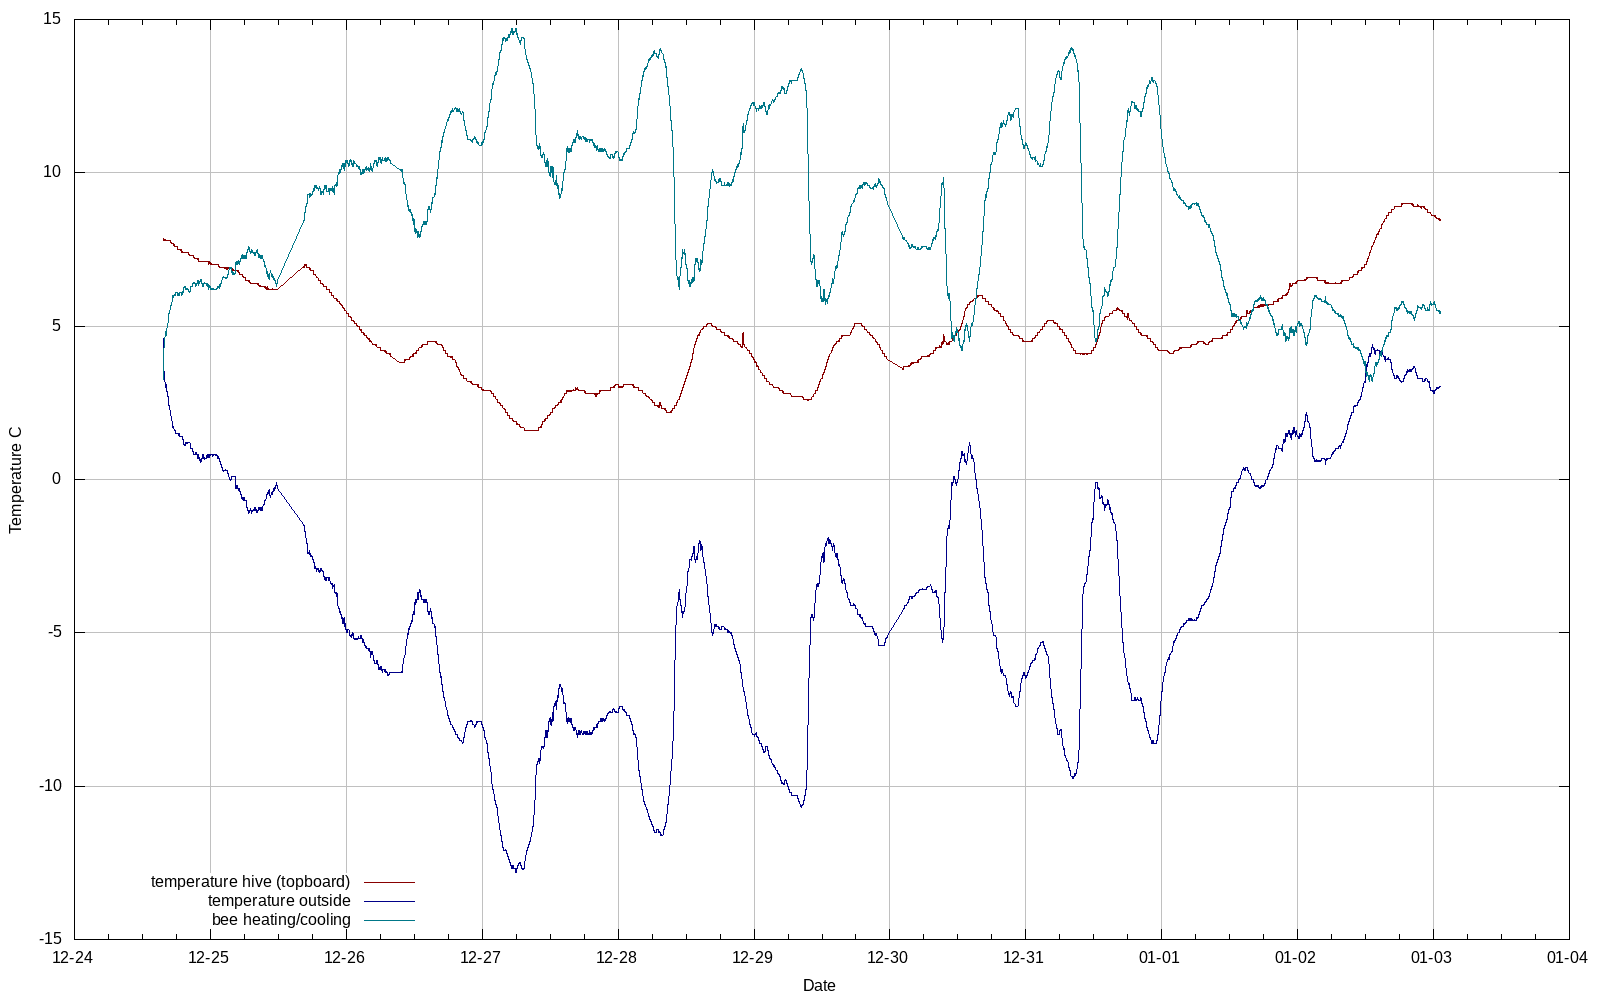 15
10
5
0
-5
-10
-15
Temperature C
temperature hive (topboard)
temperature outside
bee heating/cooling
12-24 12-25 12-26 12-27 12-28 12-29 12-30 12-31 01-01 01-02 01-03 01-04
Date